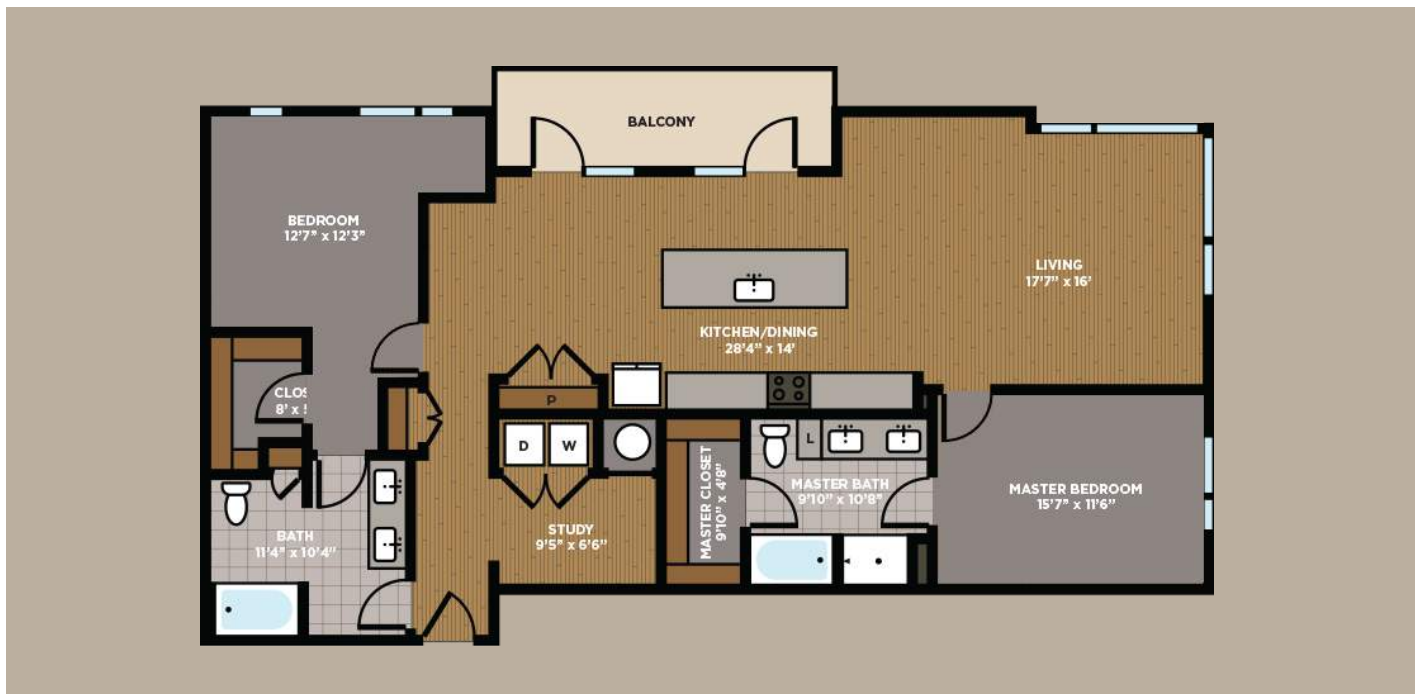 BALCONY
BEDROOM
12'7" x 12'3"
LIVING
17'7" x 16'
KITCHEN/DINING
28'4" x 14'
P
8' x
D
W
L
MASTER CLOSET
9'10" x 4'8"
MASTER BATH
9'10" x 10'8"
MASTER BEDROOM
15'7" x 11'6"
BATH
11'4" x 10'4"
STUDY
9'5" x 6'6"